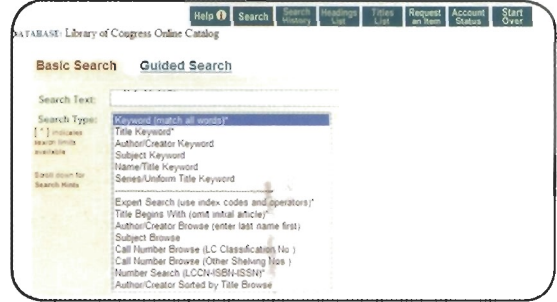 Help Search Search History Headings List Titles List Request an Item Account Status Start Over
DATABASE: Library of Congress Online Catalog
Basic Search Guided Search
Search Text:
Search Type:
[ * ] indicates search limits available
Scroll down for Search Hints
Keyword (match all words)*
Title Keyword*
Author/Creator Keyword
Subject Keyword
Name/Title Keyword
Series/Uniform Title Keyword
Expert Search (use index codes and operators)*
Title Begins With (omit initial article)*
Author/Creator Browse (enter last name first)
Subject Browse
Call Number Browse (LC Classification No.)
Call Number Browse (Other Shelving Nos.)
Number Search (LCCN-ISBN-ISSN)*
Author/Creator Sorted by Title Browse